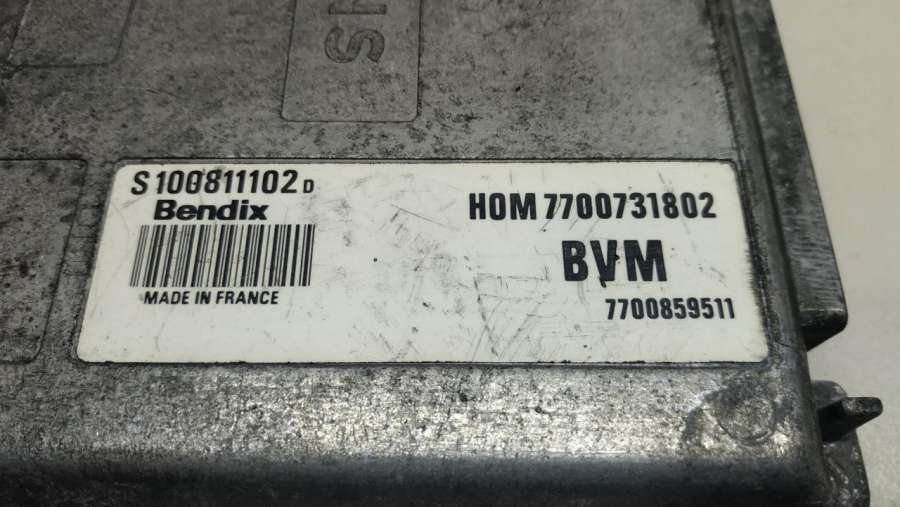 S100811102 D
Bendix
MADE IN FRANCE
HOM 7700731802
BVM
7700859511